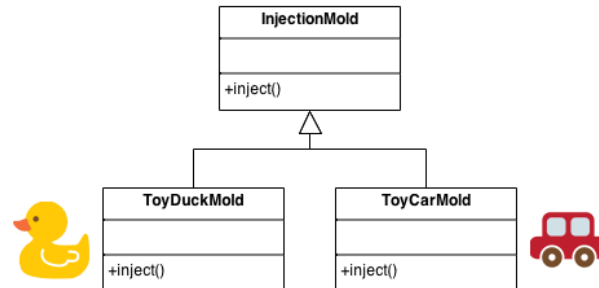 InjectionMold
+inject()
ToyDuckMold
+inject()
ToyCarMold
+inject()